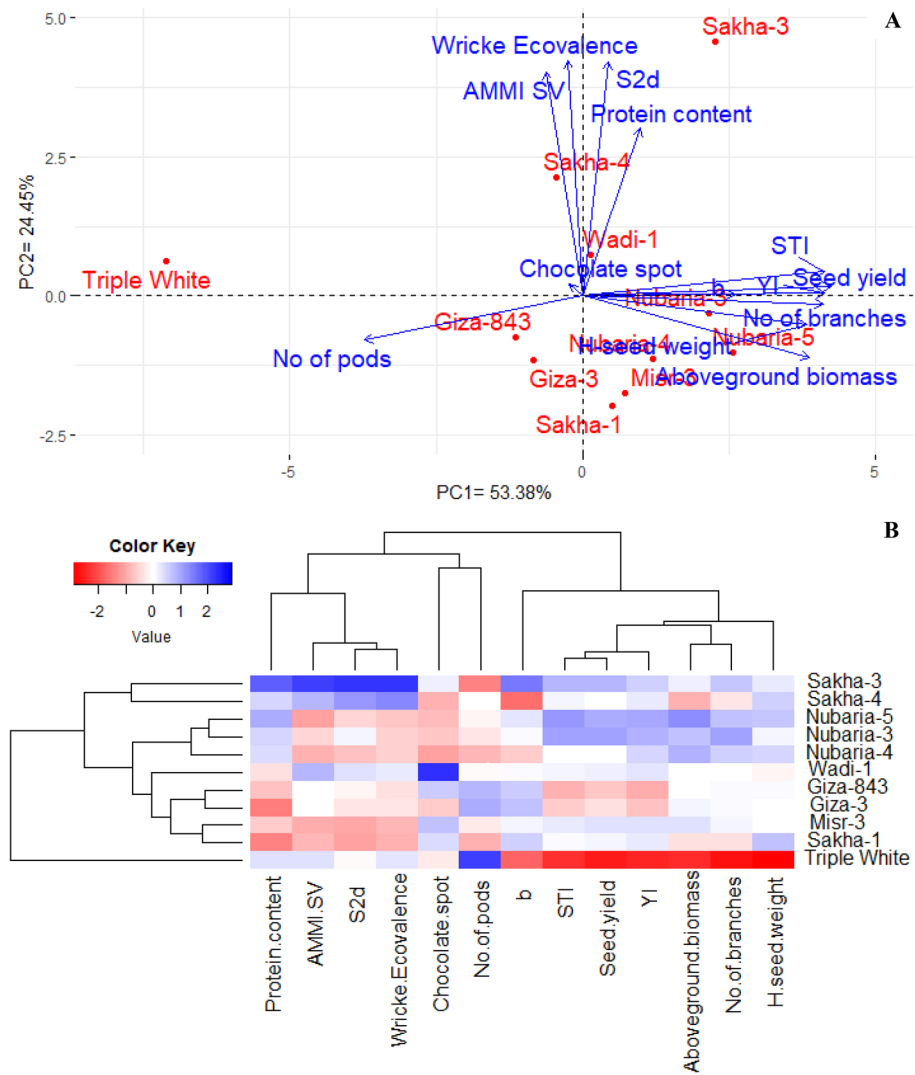 A
Sakha-3
5.0
Wricke Ecovalence
S2d
AMMI SV
Protein content
2.5
Sakha-4
PC2= 24.45%
Wadi-1
STI
Triple White
Chocolate spot
b
YI
Seed yield
0.0
Nubaria-3
Giza-843
No of branches
No of pods
Nubaria-4
H-seed weight
Nubaria-5
Giza-3
Misr-3
Aboveground biomass
Sakha-1
-2.5
-5
0
5
PC1= 53.38%
B
Color Key
-2
0
1
2
Value
Sakha-3
Sakha-4
Nubaria-5
Nubaria-3
Nubaria-4
Wadi-1
Giza-843
Giza-3
Misr-3
Sakha-1
Triple White
Protein.content
AMMI.SV
S2d
Wricke.Ecovalence
Chocolate.spot
No.of.pods
b
STI
Seed.yield
YI
Aboveground.biomass
No.of.branches
H.seed.weight